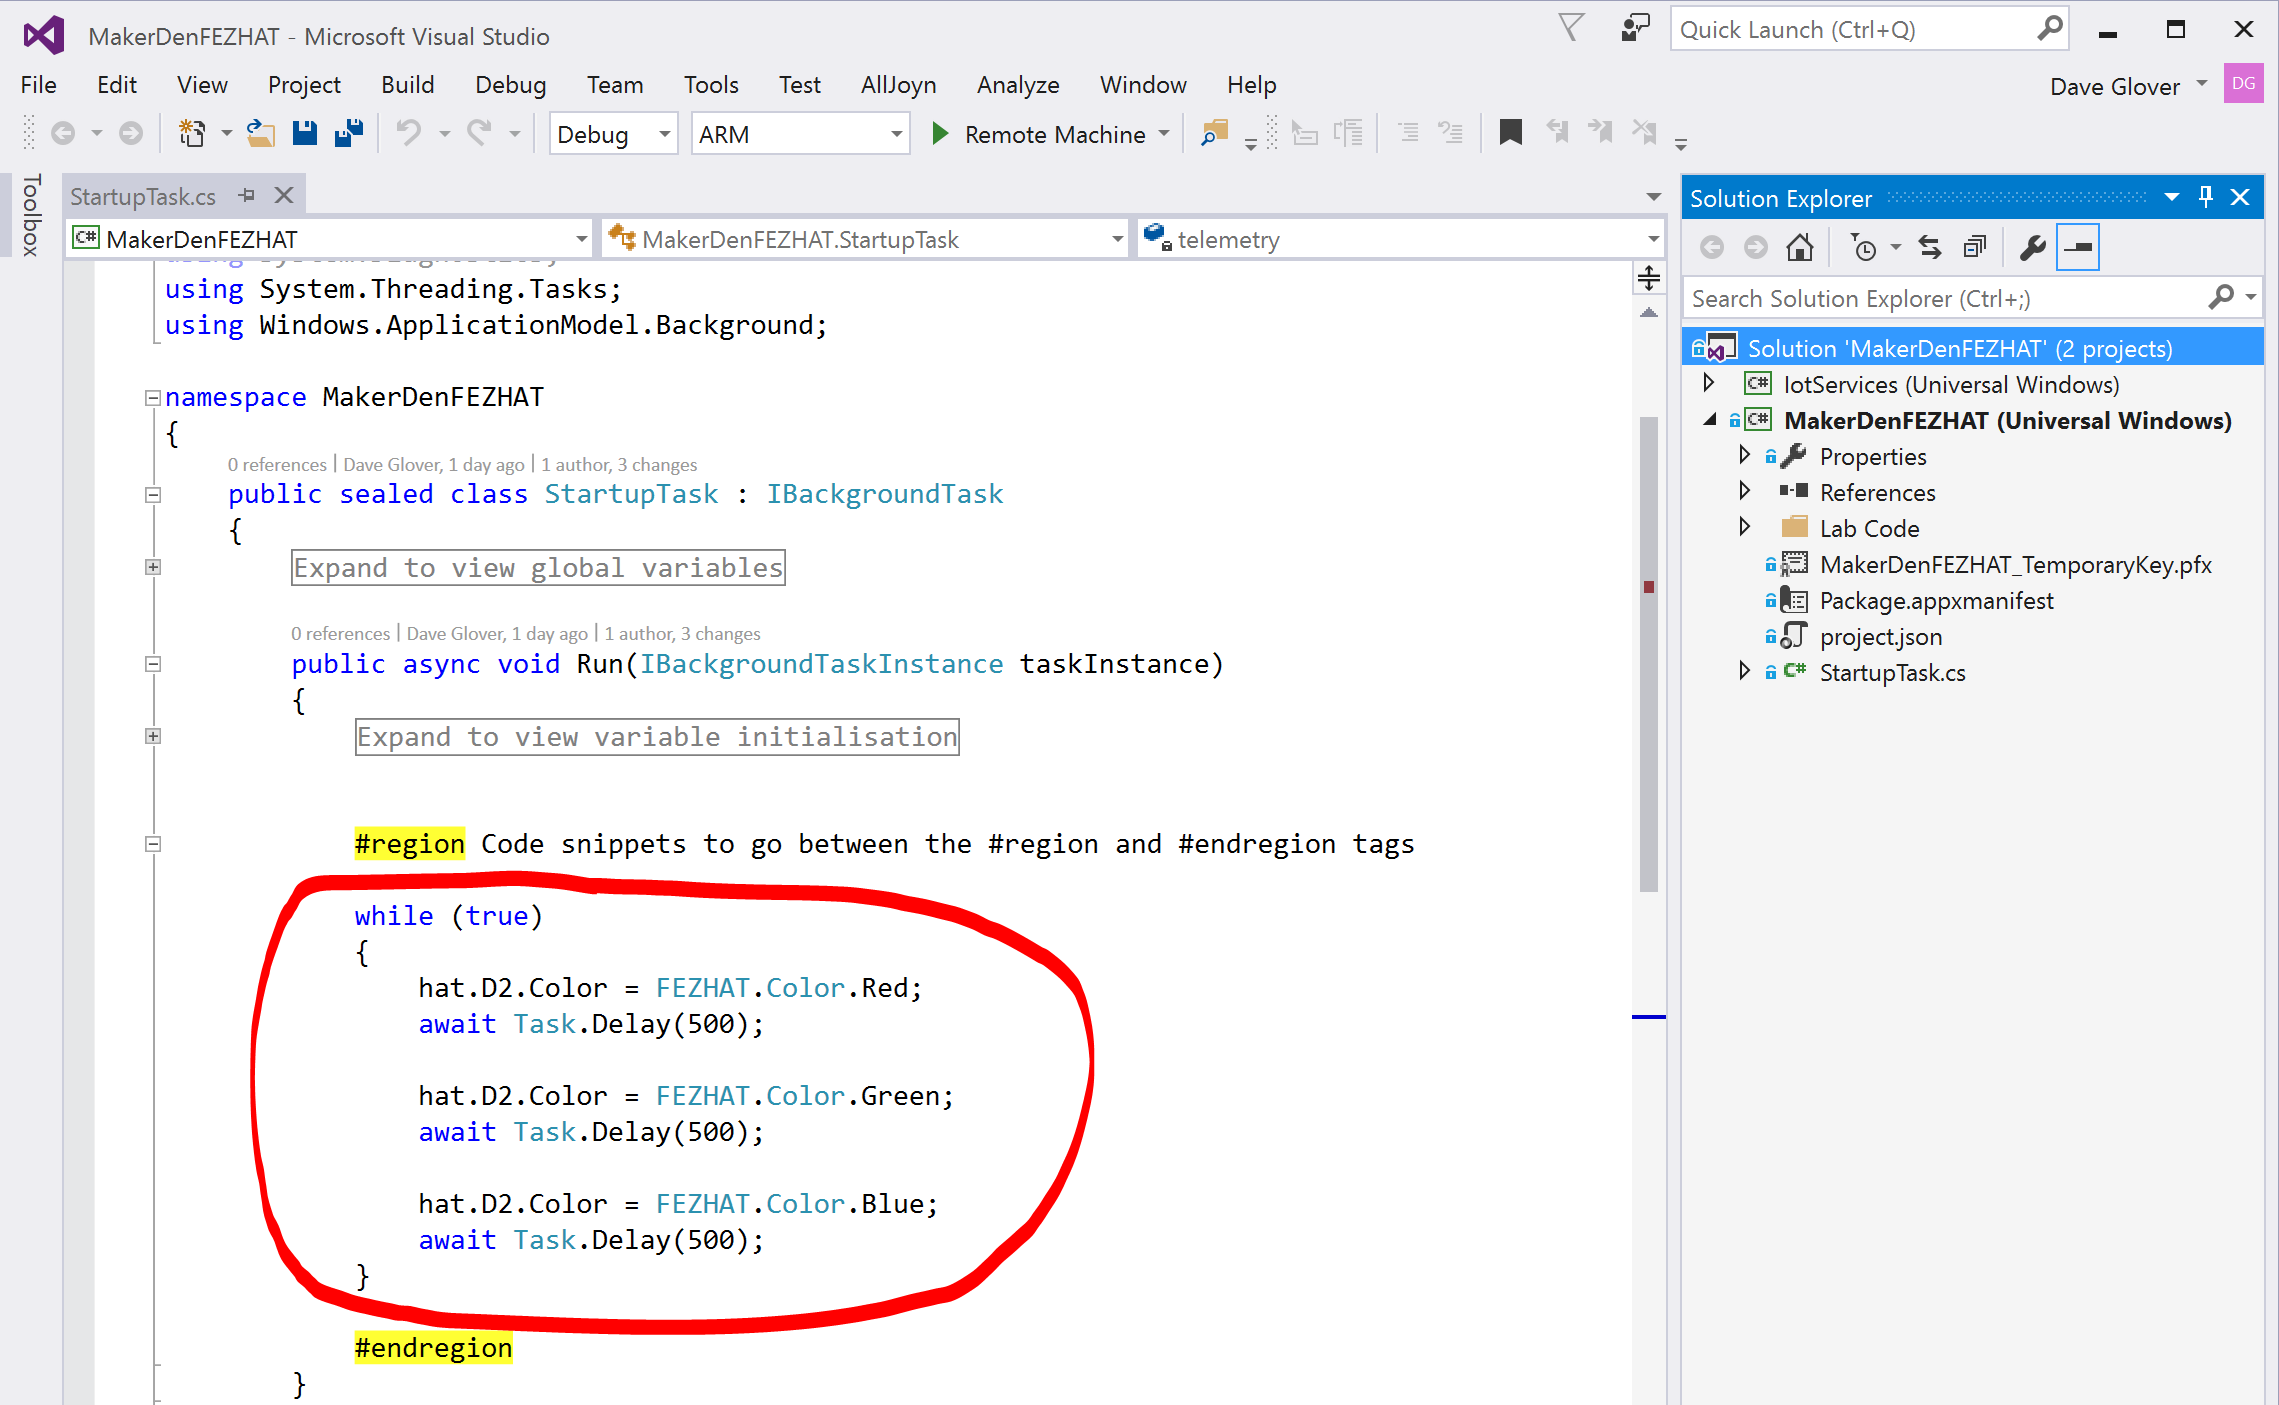 MakerDenFEZHAT - Microsoft Visual Studio
Quick Launch (Ctrl+Q)
File Edit View Project Build Debug Team Tools Test AllJoyn Analyze Window Help
Dave Glover DG
Debug ARM Remote Machine
Toolbox
StartupTask.cs
C# MakerDenFEZHAT MakerDenFEZHAT.StartupTask telemetry
using System.Threading.Tasks;
using Windows.ApplicationModel.Background;
namespace MakerDenFEZHAT
{
0 references | Dave Glover, 1 day ago | 1 author, 3 changes
public sealed class StartupTask : IBackgroundTask
{
Expand to view global variables
0 references | Dave Glover, 1 day ago | 1 author, 3 changes
public async void Run(IBackgroundTaskInstance taskInstance)
{
Expand to view variable initialisation
#region Code snippets to go between the #region and #endregion tags
while (true)
{
hat.D2.Color = FEZHAT.Color.Red;
await Task.Delay(500);
hat.D2.Color = FEZHAT.Color.Green;
await Task.Delay(500);
hat.D2.Color = FEZHAT.Color.Blue;
await Task.Delay(500);
}
#endregion
}
Solution Explorer
Search Solution Explorer (Ctrl+;)
Solution 'MakerDenFEZHAT' (2 projects)
C# IotServices (Universal Windows)
C# MakerDenFEZHAT (Universal Windows)
Properties
References
Lab Code
MakerDenFEZHAT_TemporaryKey.pfx
Package.appxmanifest
project.json
C# StartupTask.cs